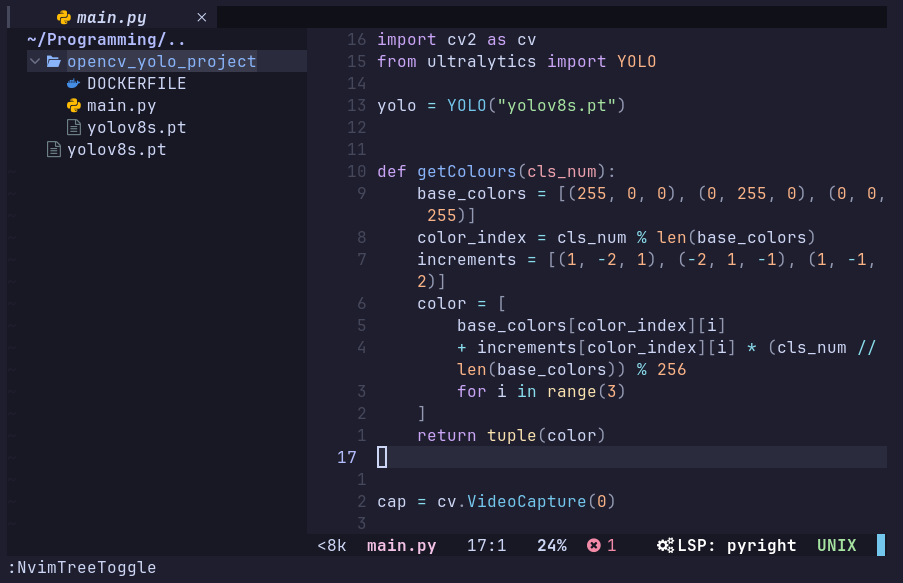 main.py ×
~/Programming/..
opencv_yolo_project
DOCKERFILE
main.py
yolov8s.pt
yolov8s.pt
16 import cv2 as cv
15 from ultralytics import YOLO
14
13 yolo = YOLO("yolov8s.pt")
12
11
10 def getColours(cls_num):
9 base_colors = [(255, 0, 0), (0, 255, 0), (0, 0,
255)]
8 color_index = cls_num % len(base_colors)
7 increments = [(1, -2, 1), (-2, 1, -1), (1, -1,
2)]
6 color = [
5 base_colors[color_index][i]
4 + increments[color_index][i] * (cls_num //
len(base_colors)) % 256
3 for i in range(3)
2 ]
1 return tuple(color)
17
1
2 cap = cv.VideoCapture(0)
3
<8k main.py 17:1 24% 1 LSP: pyright UNIX
:NvimTreeToggle